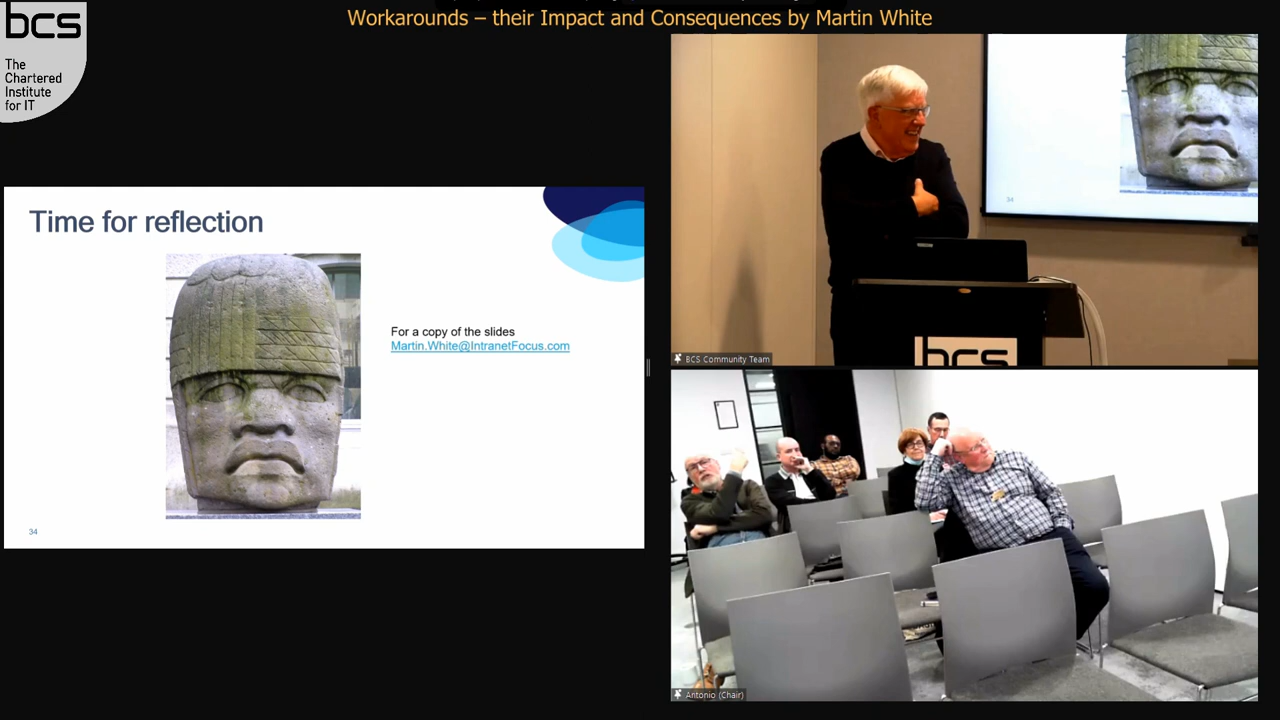 bcs
The
Chartered
Institute
for IT
Workarounds – their Impact and Consequences by Martin White
Time for reflection
For a copy of the slides
Martin.White@IntranetFocus.com
34
34
bcs
BCS Community Team
Antonio (Chair)